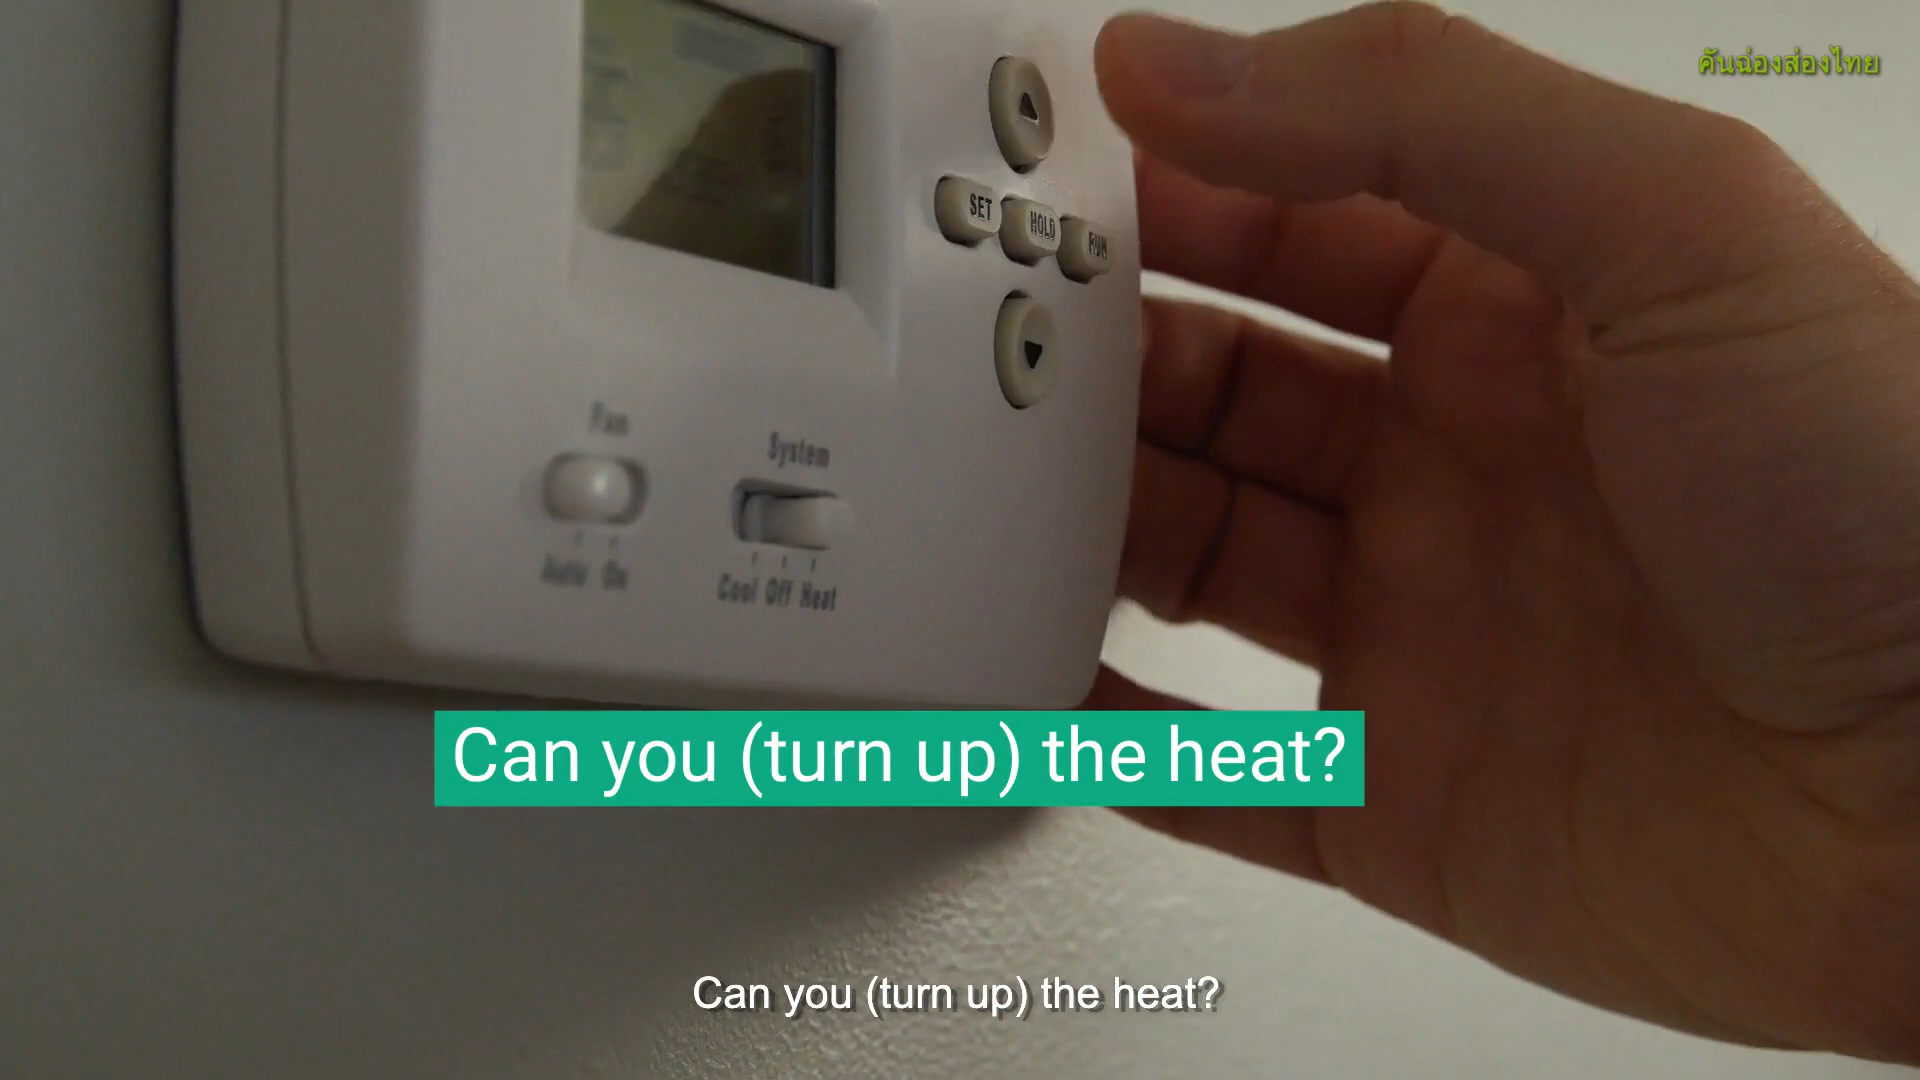 คันฉ่องส่องไทย
SET HOLD RUN
Fan
System
Auto On
Cool Off Heat
Can you (turn up) the heat?
Can you (turn up) the heat?